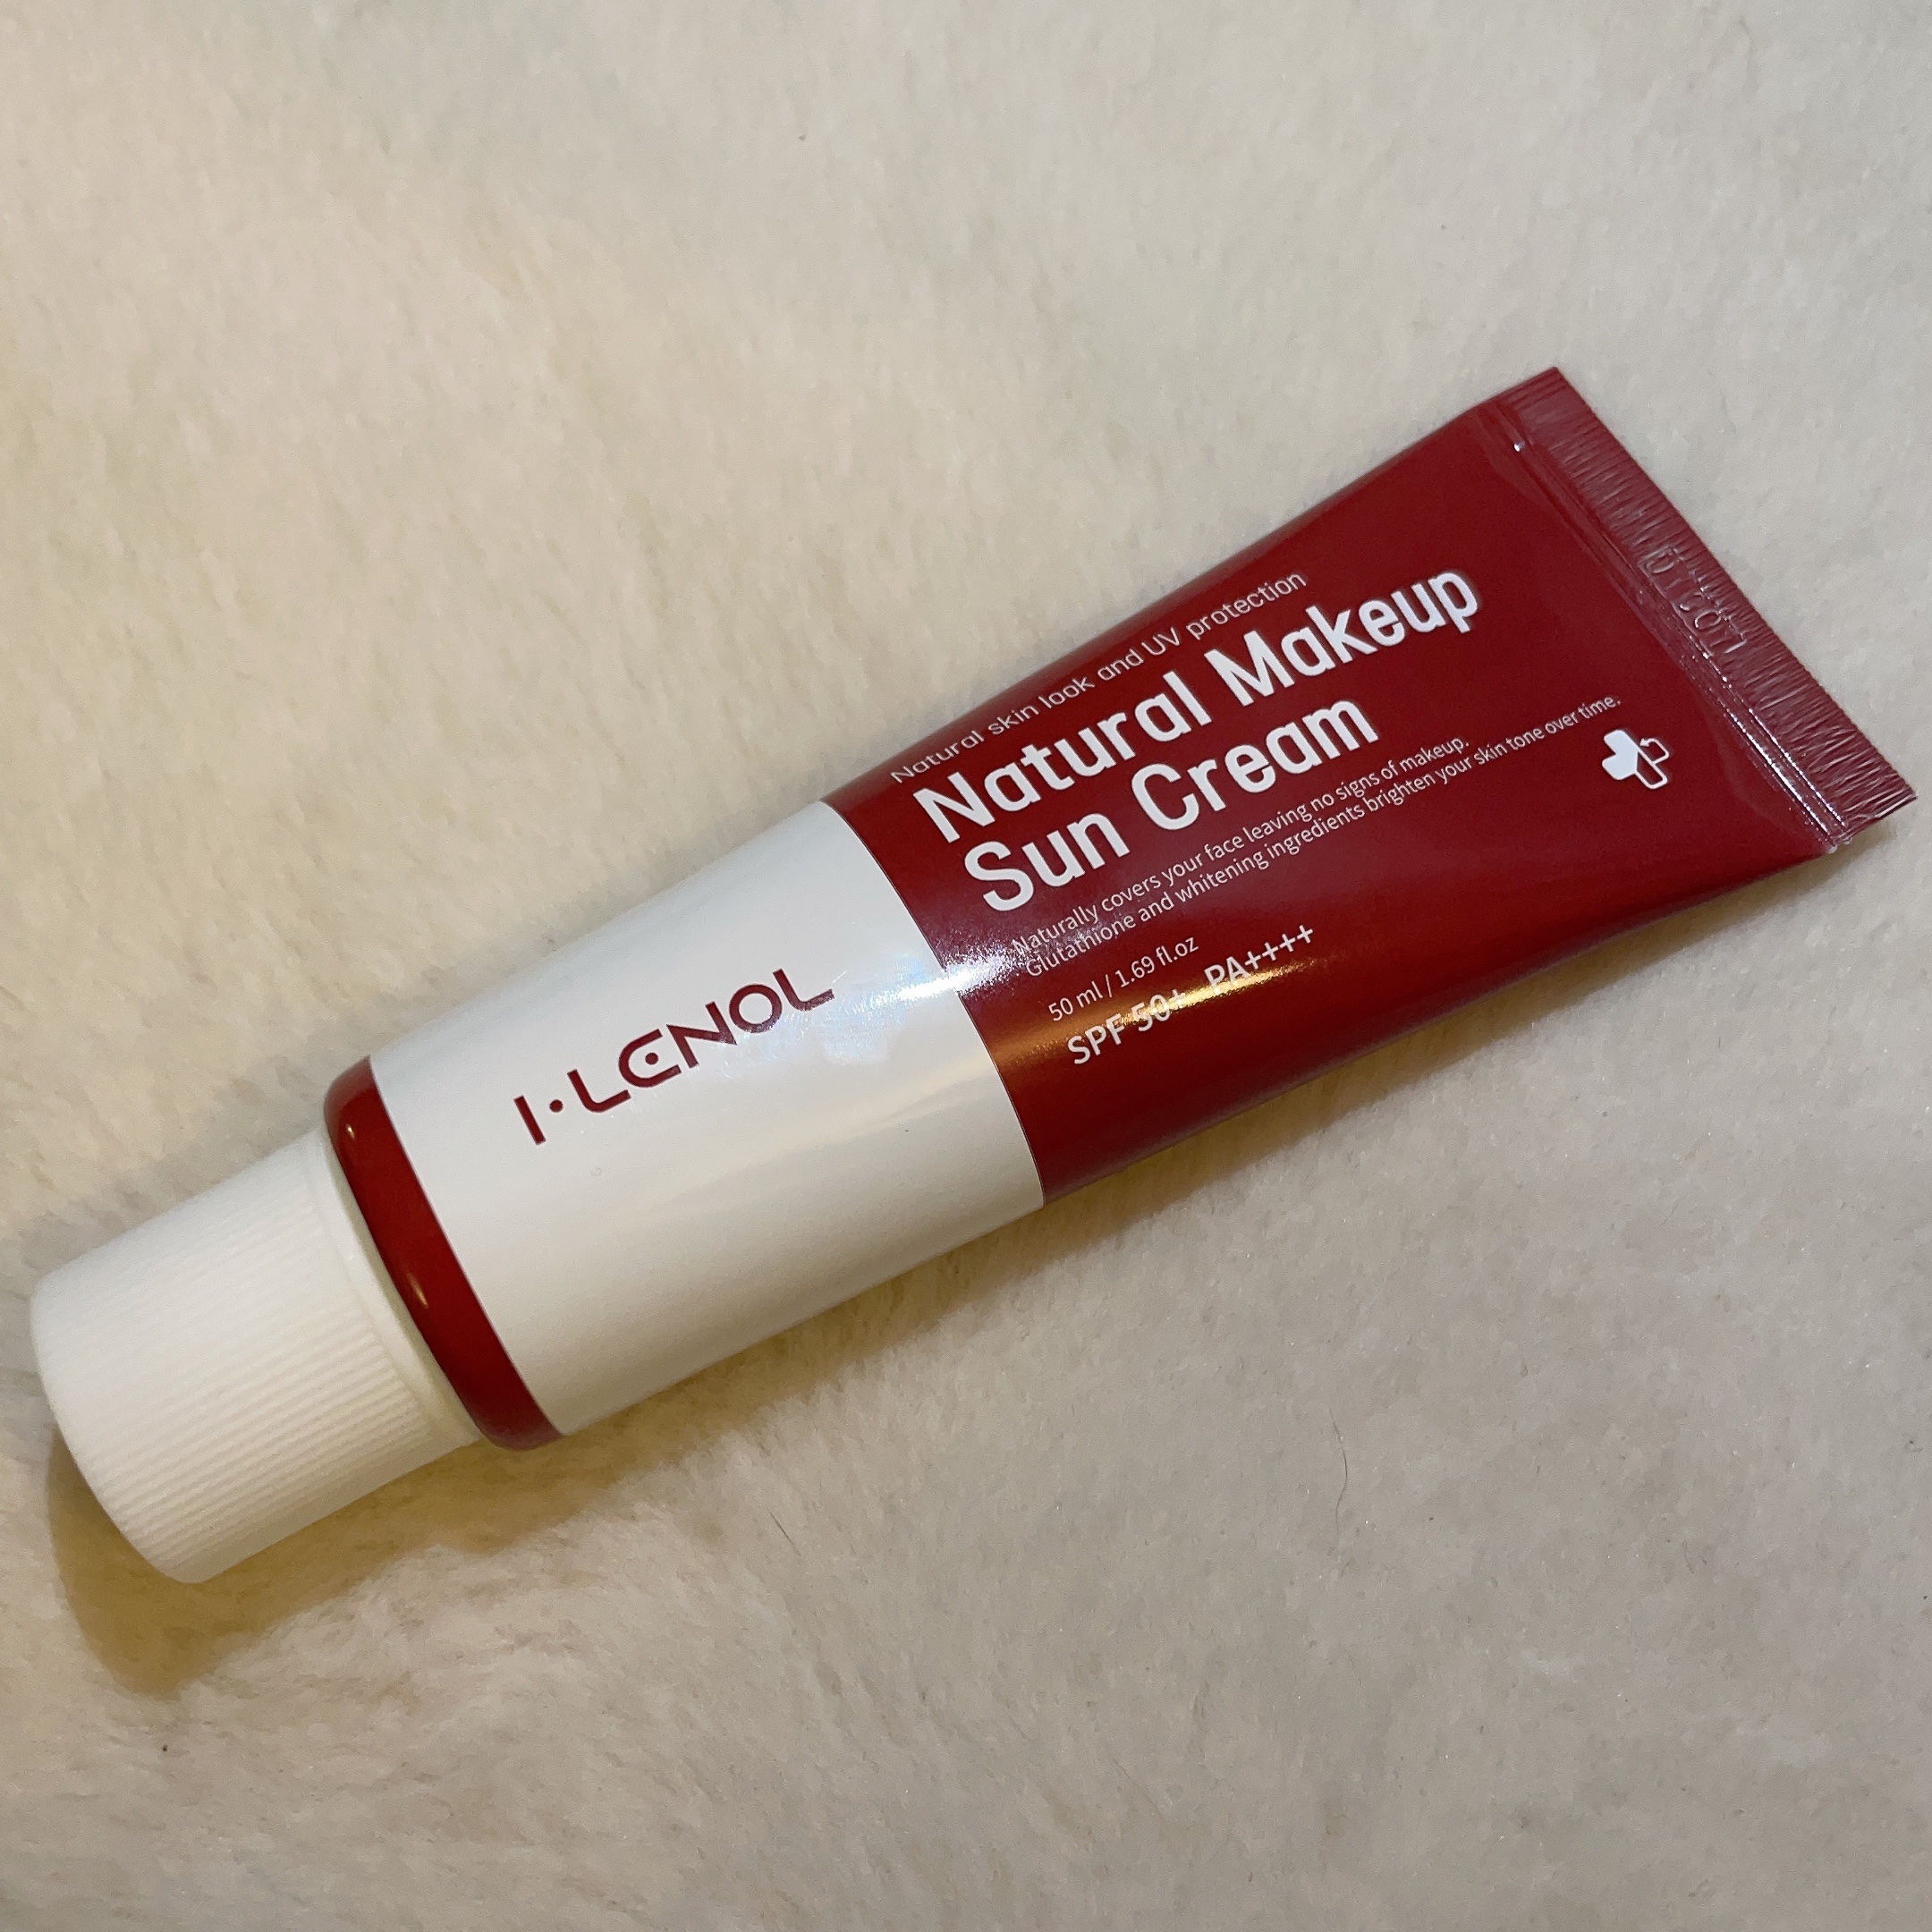 I·LENOL
Natural skin look and UV protection
Natural Makeup
Sun Cream
Naturally covers your face leaving no signs of makeup.
Glutathione and whitening ingredients brighten your skin tone over time.
50 ml / 1.69 fl.oz
SPF 50+ PA++++